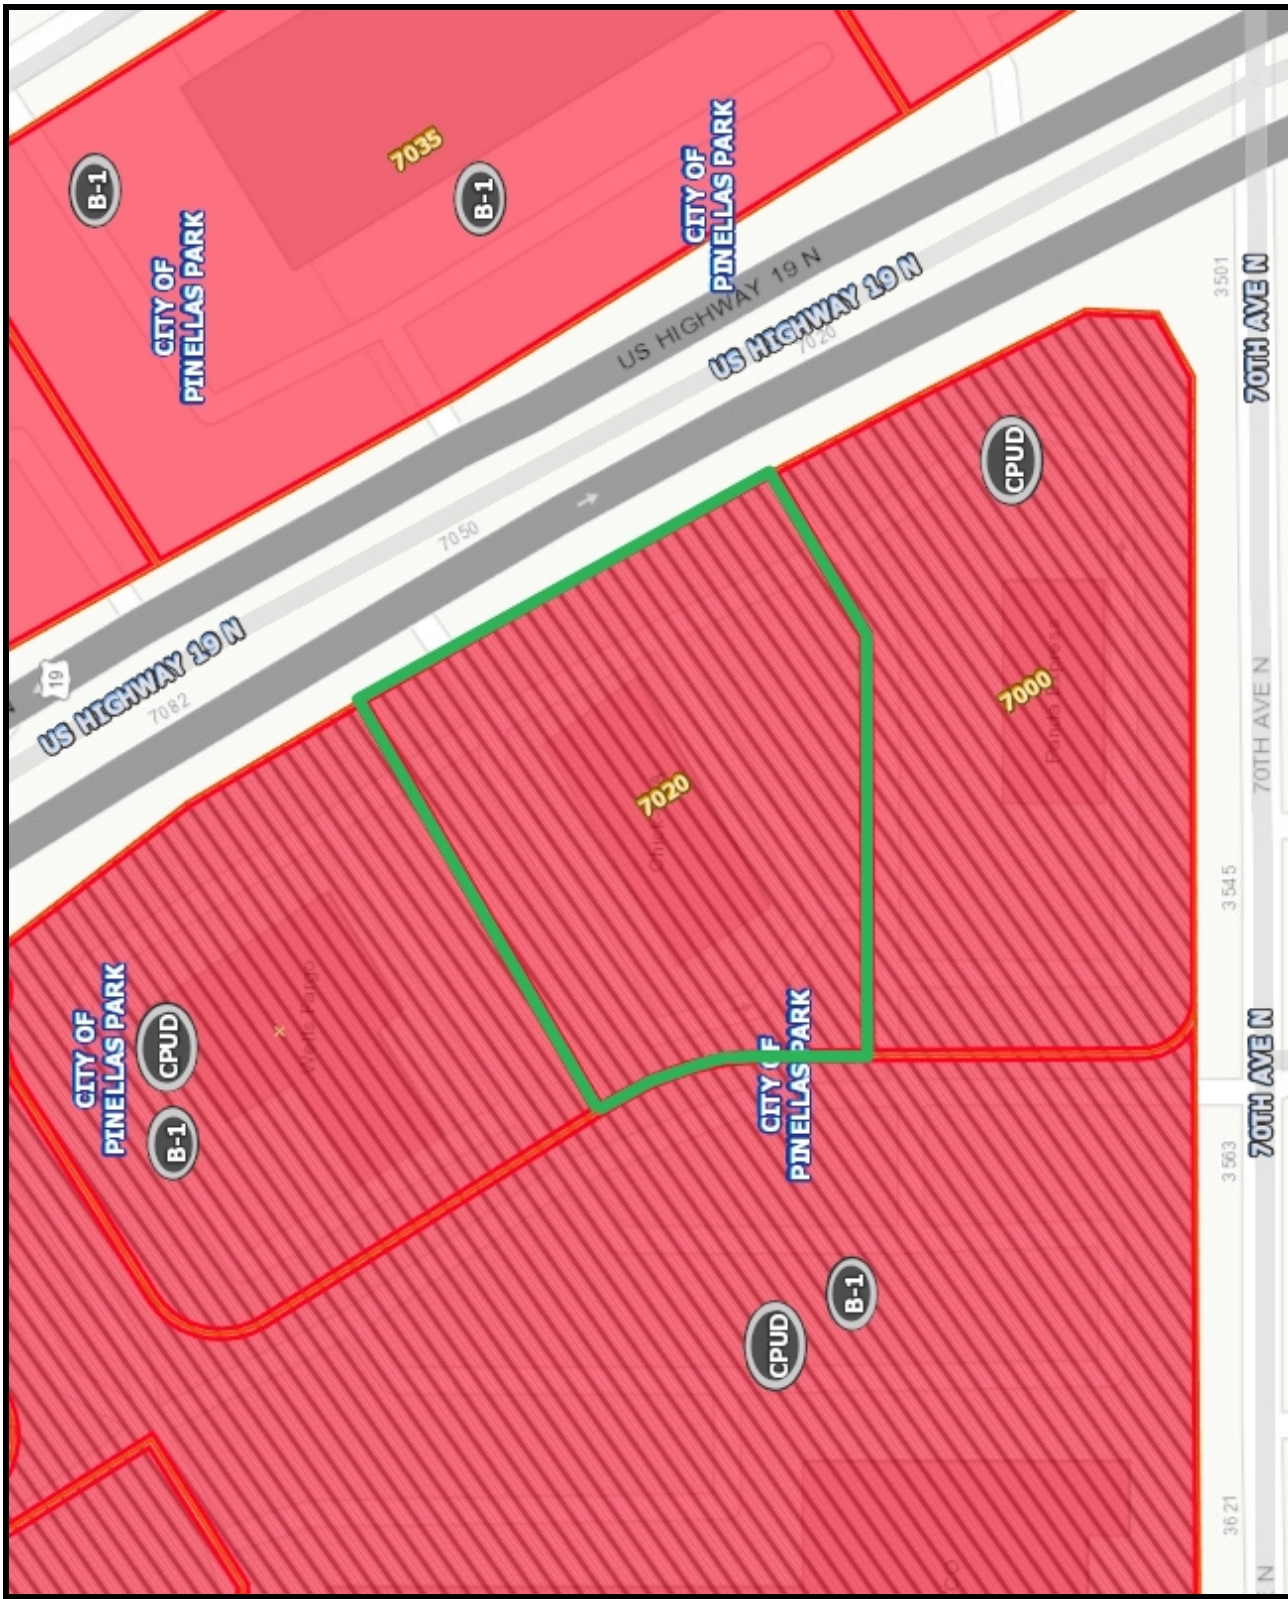 B-1
7035
B-1
CITY OF
PINELLAS PARK
CITY OF
PINELLAS PARK
US HIGHWAY 19 N
US HIGHWAY 19 N
7020
3501
70TH AVE N
CPUD
7050
19
US HIGHWAY 19 N
7082
7000
70TH AVE N
7020
3545
Wells Fargo
CITY OF
PINELLAS PARK
CPUD
B-1
CITY OF
PINELLAS PARK
70TH AVE N
3563
B-1
CPUD
3621
N